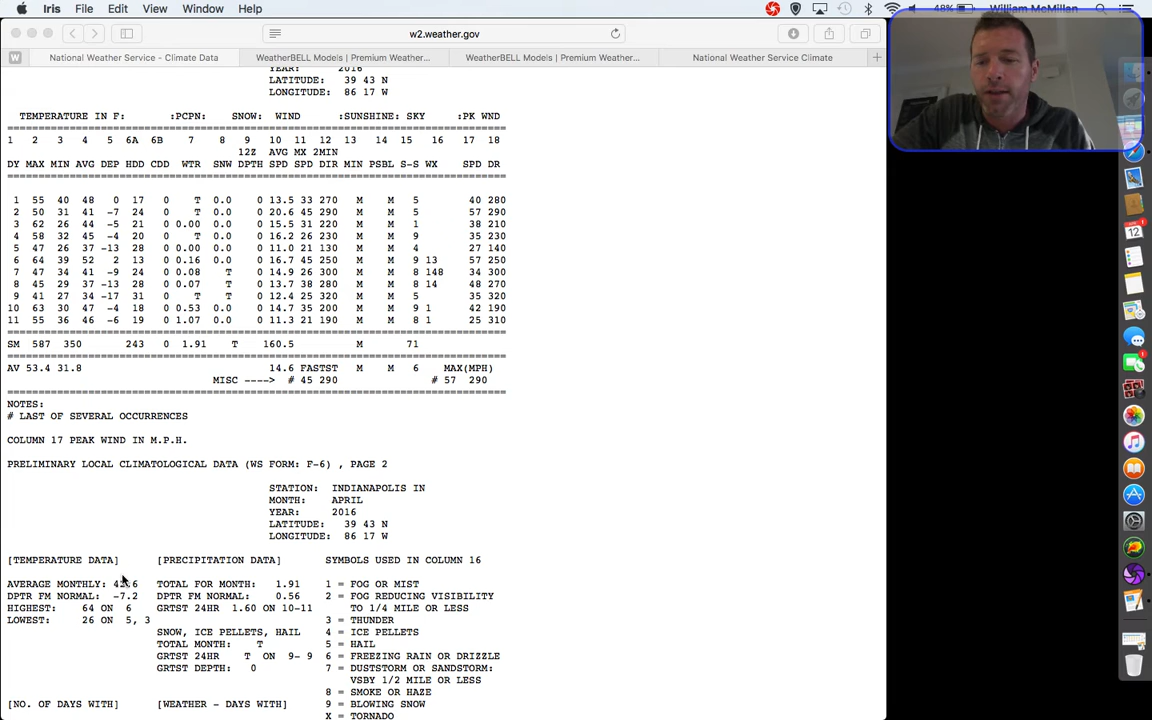 Iris File Edit View Window Help 48% William McMillan
w2.weather.gov
National Weather Service - Climate Data WeatherBELL Models | Premium Weather... WeatherBELL Models | Premium Weather... National Weather Service Climate
YEAR: 2016
LATITUDE: 39 43 N
LONGITUDE: 86 17 W
TEMPERATURE IN F: :PCPN: SNOW: WIND :SUNSHINE: SKY :PK WND
================================================================================
1 2 3 4 5 6A 6B 7 8 9 10 11 12 13 14 15 16 17 18
12Z AVG MX 2MIN
DY MAX MIN AVG DEP HDD CDD WTR SNW DPTH SPD SPD DIR MIN PSBL S-S WX SPD DR
================================================================================
1 55 40 48 0 17 0 T 0.0 0 13.5 33 270 M M 5 40 280
2 50 31 41 -7 24 0 T 0.0 0 20.6 45 290 M M 5 57 290
3 62 26 44 -5 21 0 0.00 0.0 0 15.5 31 220 M M 1 38 210
4 58 32 45 -4 20 0 T 0.0 0 16.2 26 230 M M 9 35 230
5 47 26 37 -13 28 0 0.00 0.0 0 11.0 21 130 M M 4 27 140
6 64 39 52 2 13 0 0.16 0.0 0 16.7 45 250 M M 9 13 57 250
7 47 34 41 -9 24 0 0.08 T 0 14.9 26 300 M M 8 148 34 300
8 45 29 37 -13 28 0 0.07 T 0 13.7 38 280 M M 8 14 48 270
9 41 27 34 -17 31 0 T T 0 12.4 25 320 M M 5 35 320
10 63 30 47 -4 18 0 0.53 0.0 0 14.7 35 200 M M 9 1 42 190
11 55 36 46 -6 19 0 1.07 0.0 0 11.3 21 190 M M 8 1 25 310
================================================================================
SM 587 350 243 0 1.91 T 160.5 M 71
================================================================================
AV 53.4 31.8 14.6 FASTST M M 6 MAX(MPH)
MISC ----> # 45 290 # 57 290
================================================================================
NOTES:
# LAST OF SEVERAL OCCURRENCES
COLUMN 17 PEAK WIND IN M.P.H.
PRELIMINARY LOCAL CLIMATOLOGICAL DATA (WS FORM: F-6) , PAGE 2
STATION: INDIANAPOLIS IN
MONTH: APRIL
YEAR: 2016
LATITUDE: 39 43 N
LONGITUDE: 86 17 W
[TEMPERATURE DATA] [PRECIPITATION DATA] SYMBOLS USED IN COLUMN 16
AVERAGE MONTHLY: TOTAL FOR MONTH: 1.91 1 = FOG OR MIST
DPTR FM NORMAL: -7.2 DPTR FM NORMAL: 0.56 2 = FOG REDUCING VISIBILITY
HIGHEST: 64 ON 6 GRTST 24HR 1.60 ON 10-11 TO 1/4 MILE OR LESS
LOWEST: 26 ON 5, 3 3 = THUNDER
SNOW, ICE PELLETS, HAIL 4 = ICE PELLETS
TOTAL MONTH: T 5 = HAIL
GRTST 24HR T ON 9- 9 6 = FREEZING RAIN OR DRIZZLE
GRTST DEPTH: 0 7 = DUSTSTORM OR SANDSTORM:
VSBY 1/2 MILE OR LESS
8 = SMOKE OR HAZE
[NO. OF DAYS WITH] [WEATHER - DAYS WITH] 9 = BLOWING SNOW
X = TORNADO
12